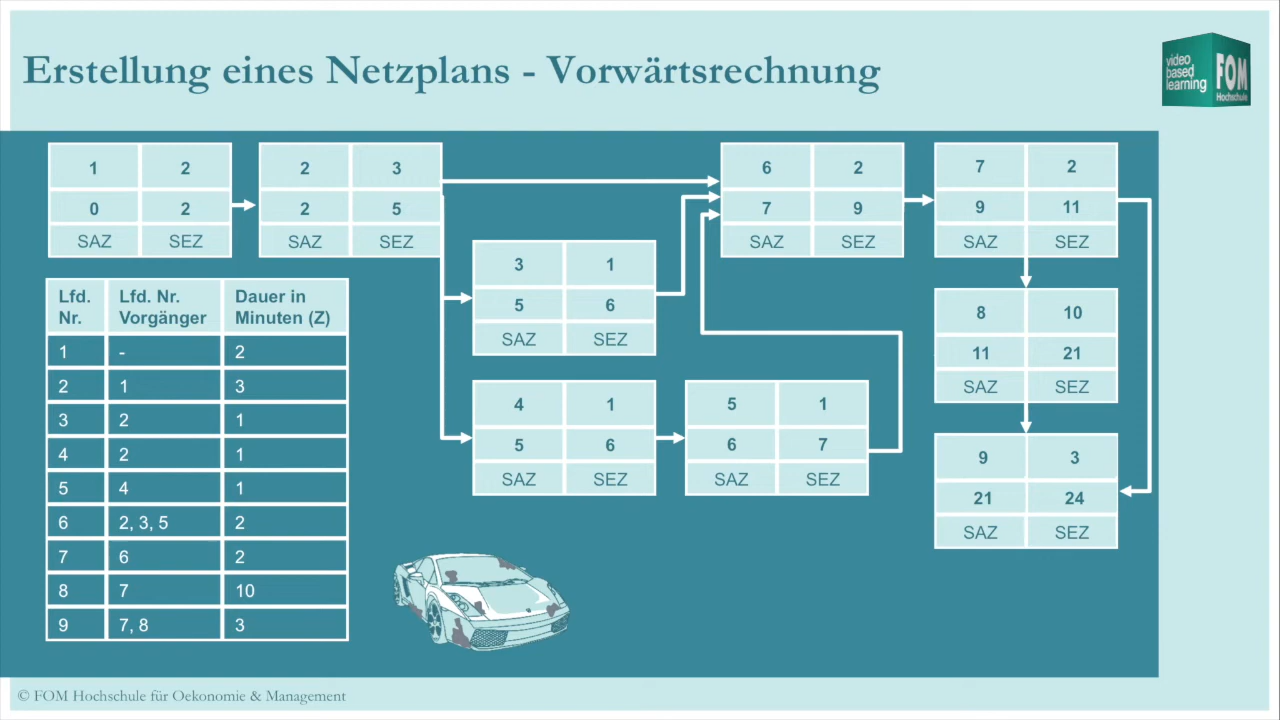 Erstellung eines Netzplans - Vorwärtsrechnung
video
based
learning
FOM
Hochschule
1 2
0 2
SAZ SEZ
2 3
2 5
SAZ SEZ
6 2
7 9
SAZ SEZ
7 2
9 11
SAZ SEZ
3 1
5 6
SAZ SEZ
8 10
11 21
SAZ SEZ
4 1
5 6
SAZ SEZ
5 1
6 7
SAZ SEZ
9 3
21 24
SAZ SEZ
Lfd. Lfd. Nr. Dauer in
Nr. Vorgänger Minuten (Z)
1 - 2
2 1 3
3 2 1
4 2 1
5 4 1
6 2, 3, 5 2
7 6 2
8 7 10
9 7, 8 3
© FOM Hochschule für Oekonomie & Management